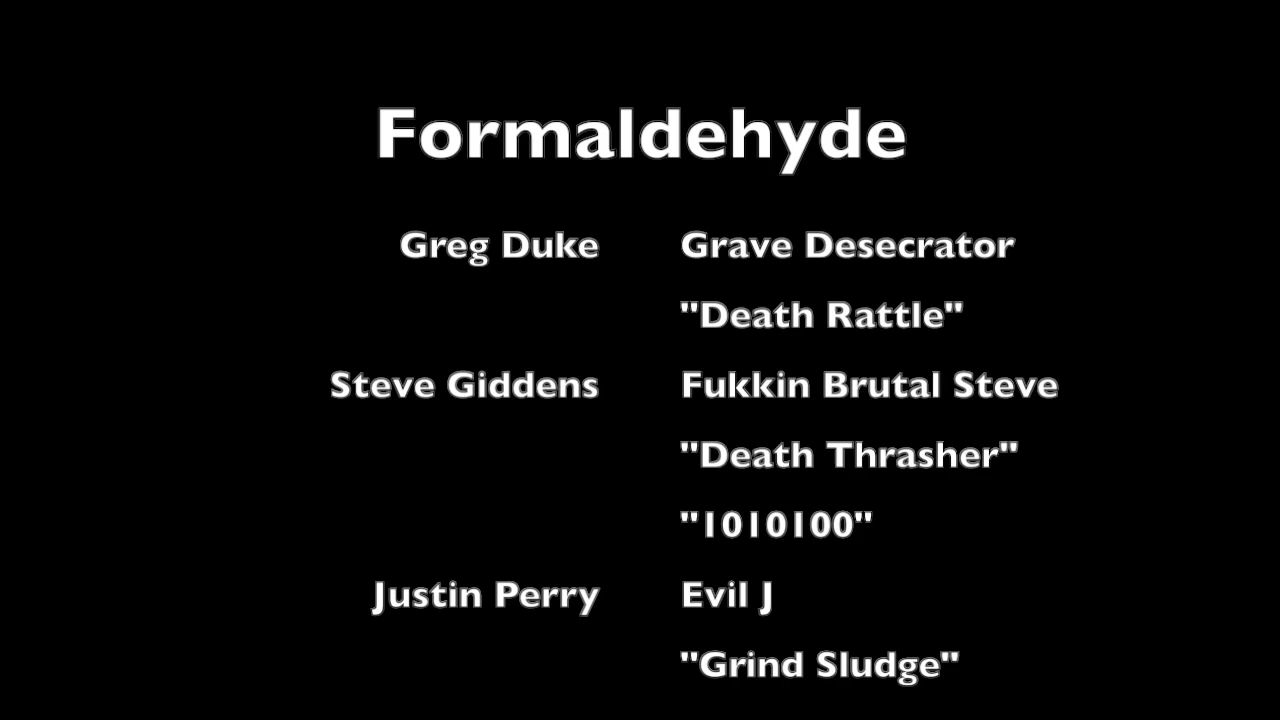 Formaldehyde
Greg Duke Grave Desecrator
"Death Rattle"
Steve Giddens Fukkin Brutal Steve
"Death Thrasher"
"1010100"
Justin Perry Evil J
"Grind Sludge"